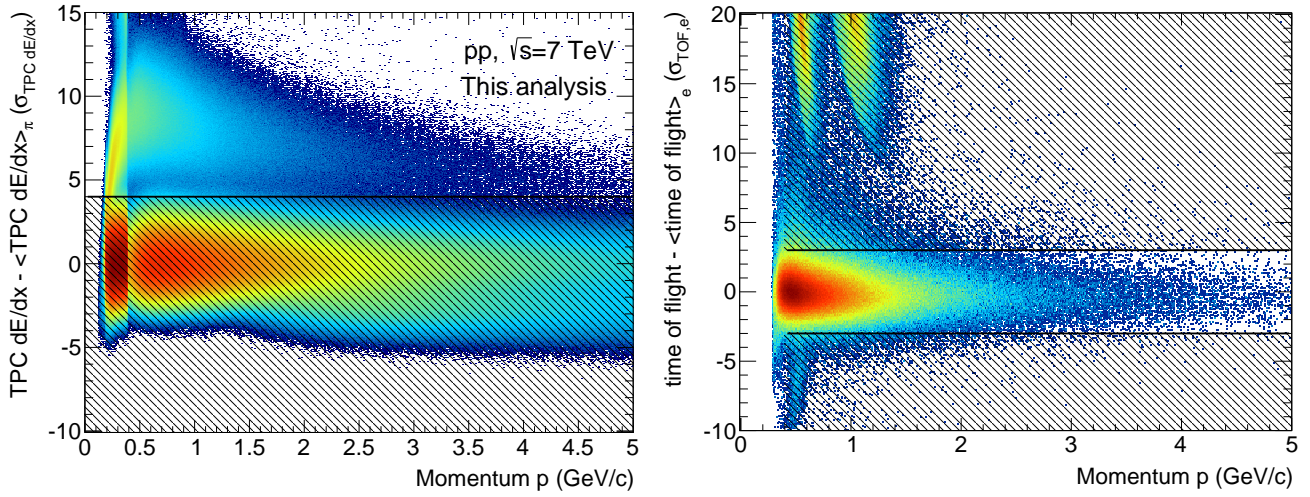 TPC dE/dx - <TPC dE/dx>π (σTPC dE/dx)
15
10
5
0
-5
-10
pp, √s=7 TeV
This analysis
0 0.5 1 1.5 2 2.5 3 3.5 4 4.5 5
Momentum p (GeV/c)
time of flight - <time of flight>e (σTOF,e)
20
15
10
5
0
-5
-10
0 1 2 3 4 5
Momentum p (GeV/c)